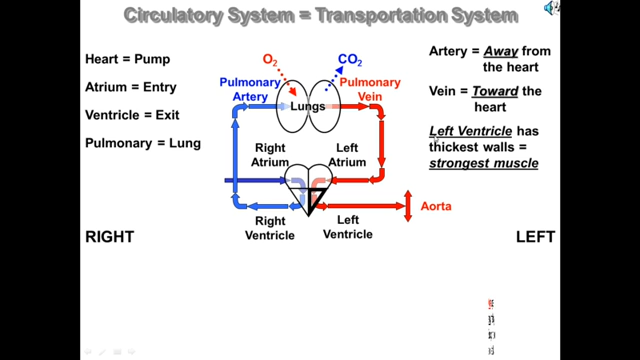 Circulatory System = Transportation System
Heart = Pump
Atrium = Entry
Ventricle = Exit
Pulmonary = Lung
O2
CO2
Pulmonary
Artery
Pulmonary
Vein
Lungs
Right
Atrium
Left
Atrium
Right
Ventricle
Left
Ventricle
Aorta
Artery = Away from
the heart
Vein = Toward the
heart
Left Ventricle has
thickest walls =
strongest muscle
RIGHT
LEFT